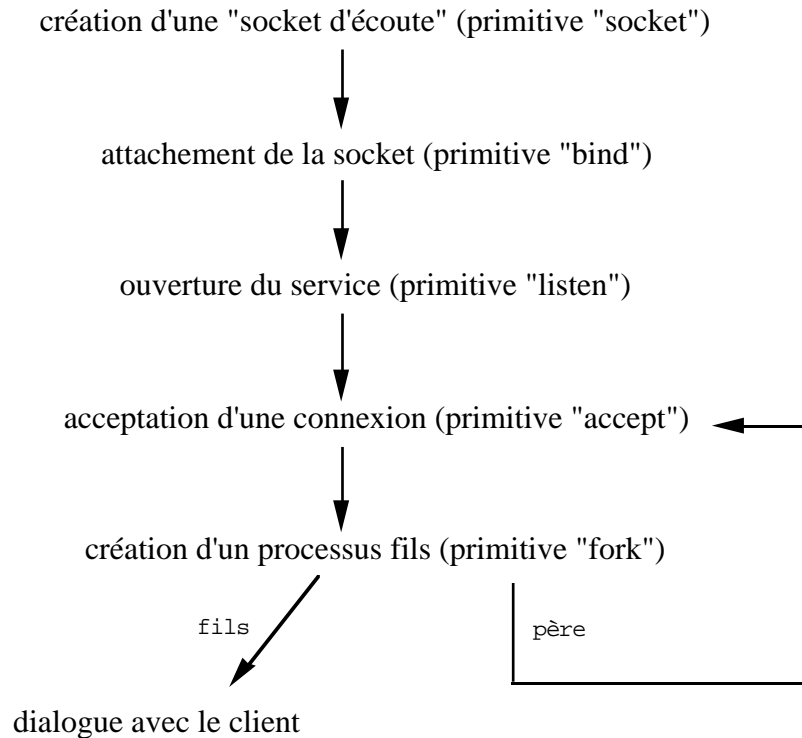 création d'une "socket d'écoute" (primitive "socket")
attachement de la socket (primitive "bind")
ouverture du service (primitive "listen")
acceptation d'une connexion (primitive "accept")
création d'un processus fils (primitive "fork")
fils
père
dialogue avec le client